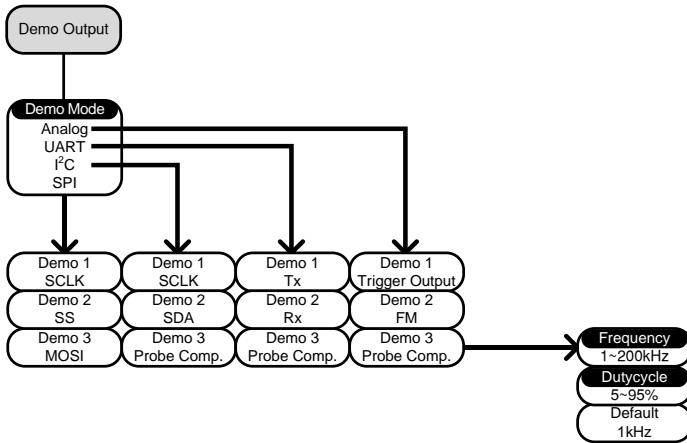 Demo Output
Demo Mode
Analog
UART
I²C
SPI
Demo 1
SCLK
Demo 2
SS
Demo 3
MOSI
Demo 1
SCLK
Demo 2
SDA
Demo 3
Probe Comp.
Demo 1
Tx
Demo 2
Rx
Demo 3
Probe Comp.
Demo 1
Trigger Output
Demo 2
FM
Demo 3
Probe Comp.
Frequency
1~200kHz
Dutycycle
5~95%
Default
1kHz